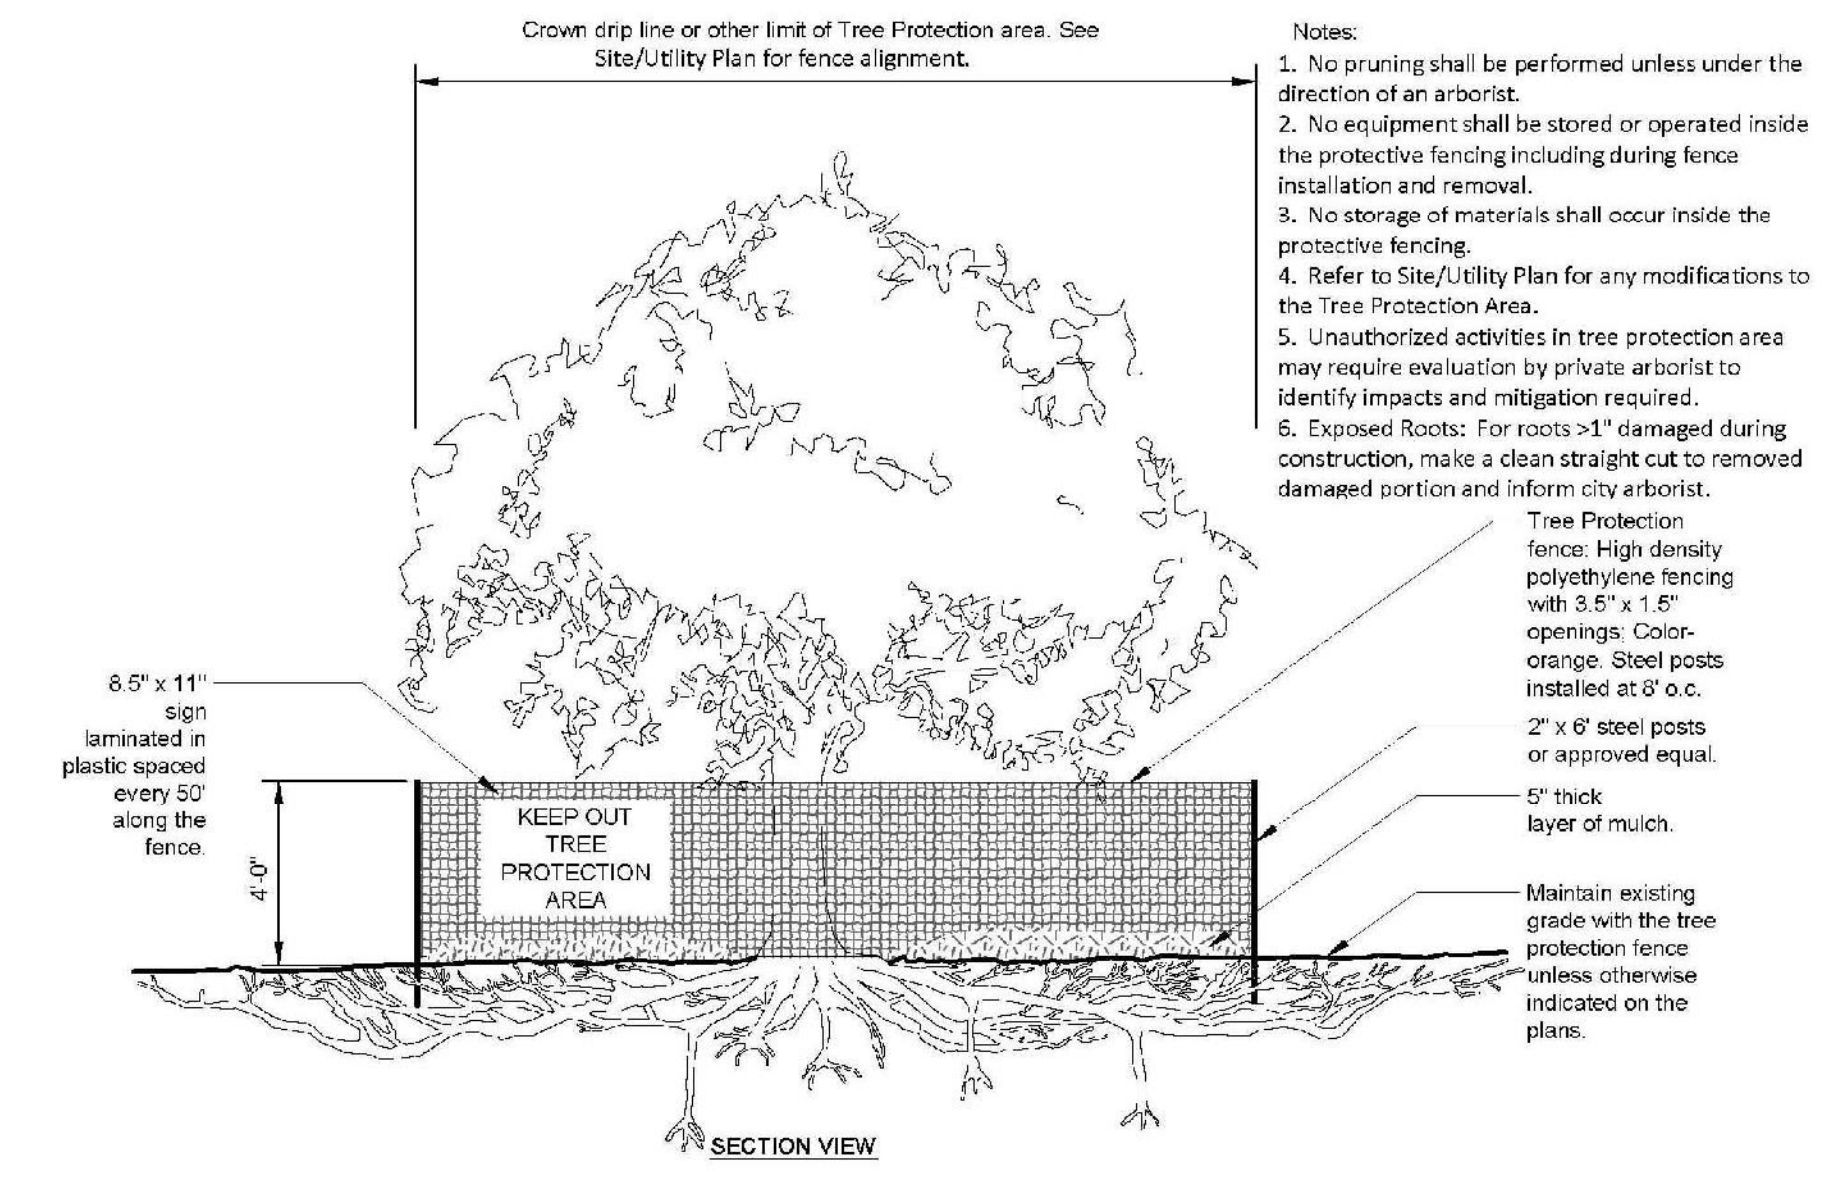 Crown drip line or other limit of Tree Protection area. See
Site/Utility Plan for fence alignment.
Notes:
1. No pruning shall be performed unless under the
direction of an arborist.
2. No equipment shall be stored or operated inside
the protective fencing including during fence
installation and removal.
3. No storage of materials shall occur inside the
protective fencing.
4. Refer to Site/Utility Plan for any modifications to
the Tree Protection Area.
5. Unauthorized activities in tree protection area
may require evaluation by private arborist to
identify impacts and mitigation required.
6. Exposed Roots: For roots >1" damaged during
construction, make a clean straight cut to removed
damaged portion and inform city arborist.
Tree Protection
fence: High density
polyethylene fencing
with 3.5" x 1.5"
openings; Color-
orange. Steel posts
installed at 8' o.c.
2" x 6' steel posts
or approved equal.
5" thick
layer of mulch.
Maintain existing
grade with the tree
protection fence
unless otherwise
indicated on the
plans.
8.5" x 11"
sign
laminated in
plastic spaced
every 50'
along the
fence.
4'-0"
KEEP OUT
TREE
PROTECTION
AREA
SECTION VIEW